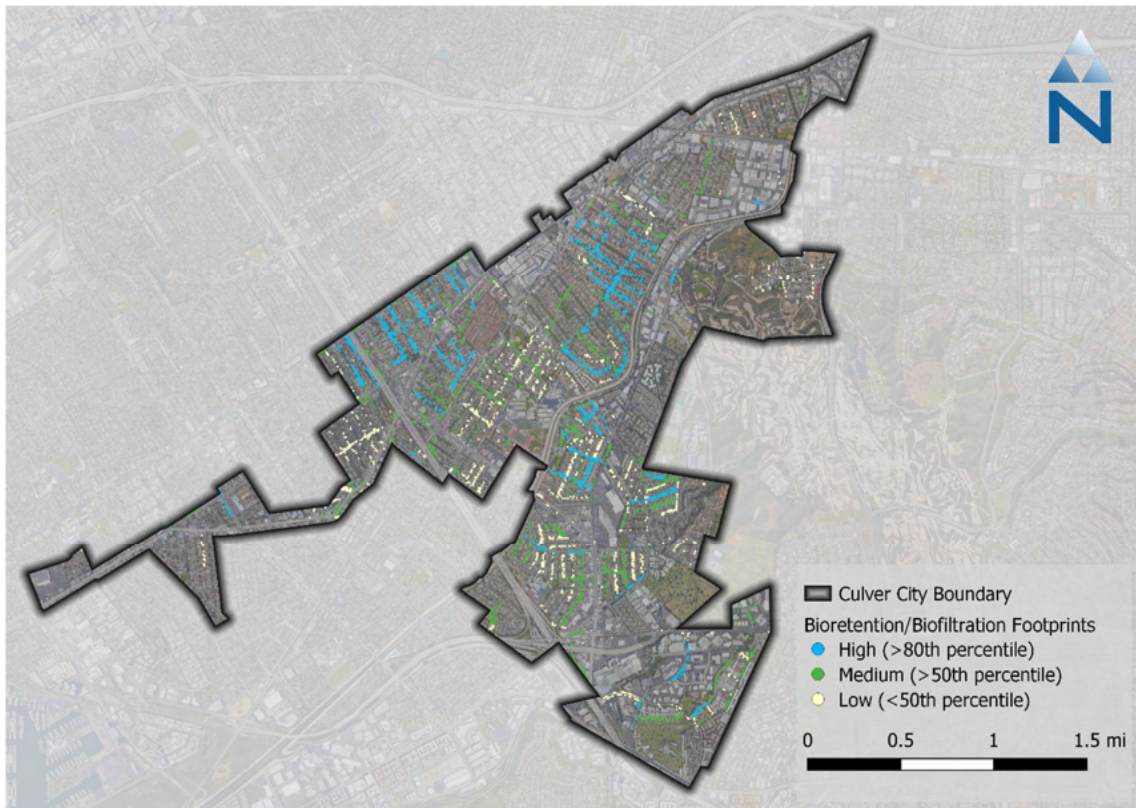 N
Culver City Boundary
Bioretention/Biofiltration Footprints
High (>80th percentile)
Medium (>50th percentile)
Low (<50th percentile)
0 0.5 1 1.5 mi